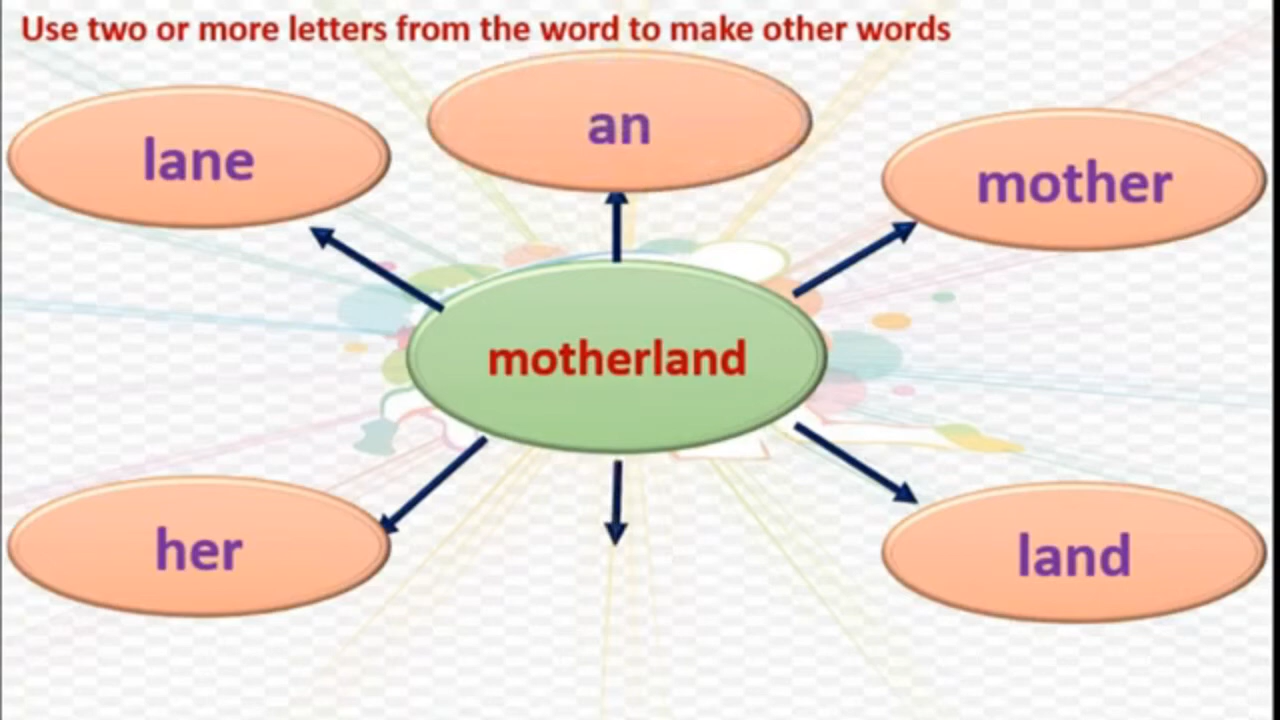 Use two or more letters from the word to make other words
an
lane
mother
motherland
her
land